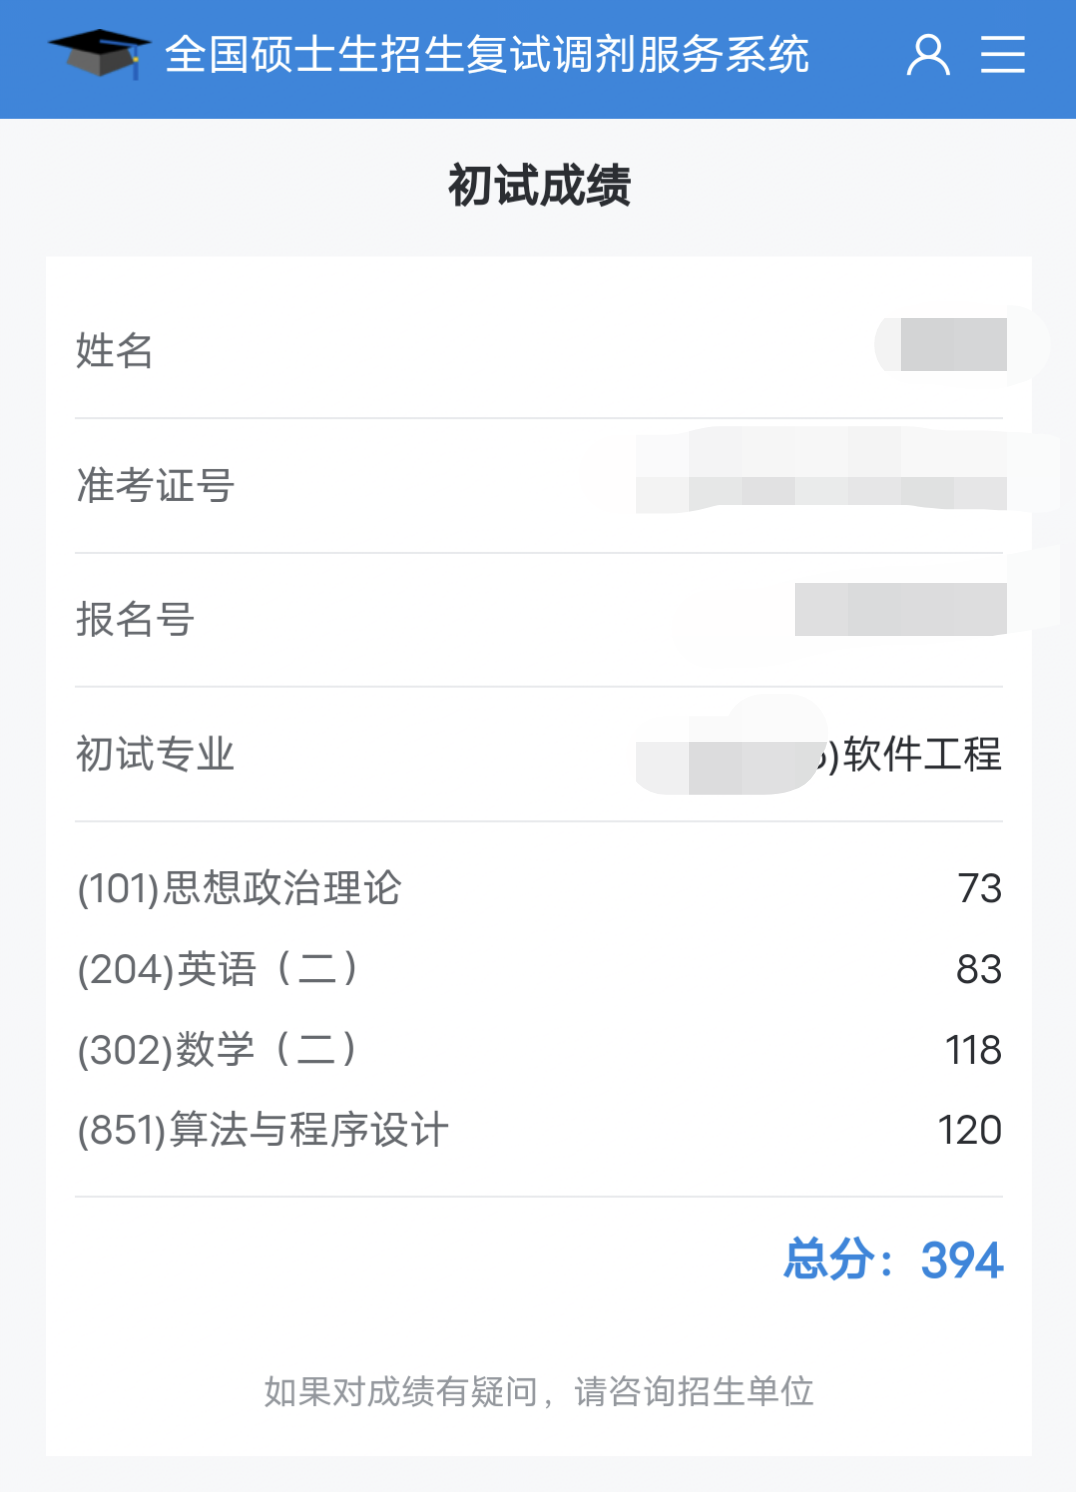 全国硕士生招生复试调剂服务系统
初试成绩
姓名
准考证号
报名号
初试专业 )软件工程
(101)思想政治理论 73
(204)英语（二） 83
(302)数学（二） 118
(851)算法与程序设计 120
总分：394
如果对成绩有疑问，请咨询招生单位